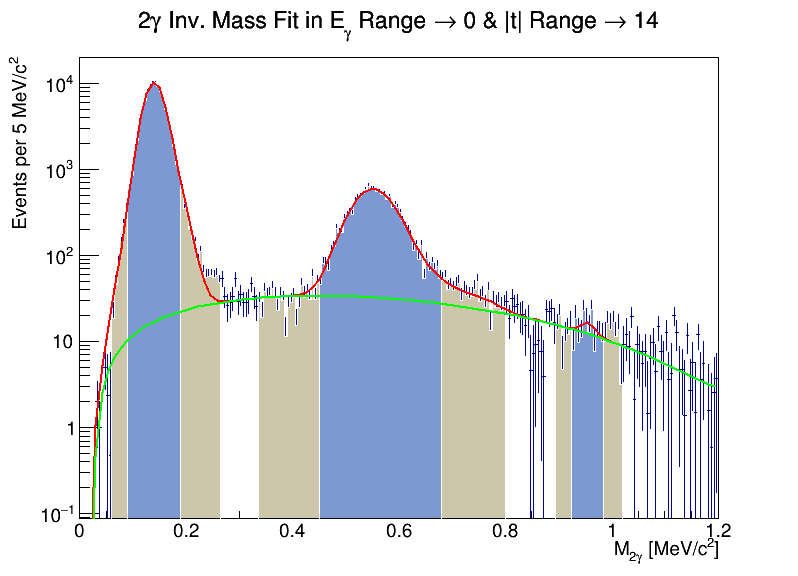 2γ Inv. Mass Fit in Eγ Range → 0 & |t| Range → 14
Events per 5 MeV/c²
10⁴
10³
10²
10
1
10⁻¹
0 0.2 0.4 0.6 0.8 1 1.2
M2γ [MeV/c²]